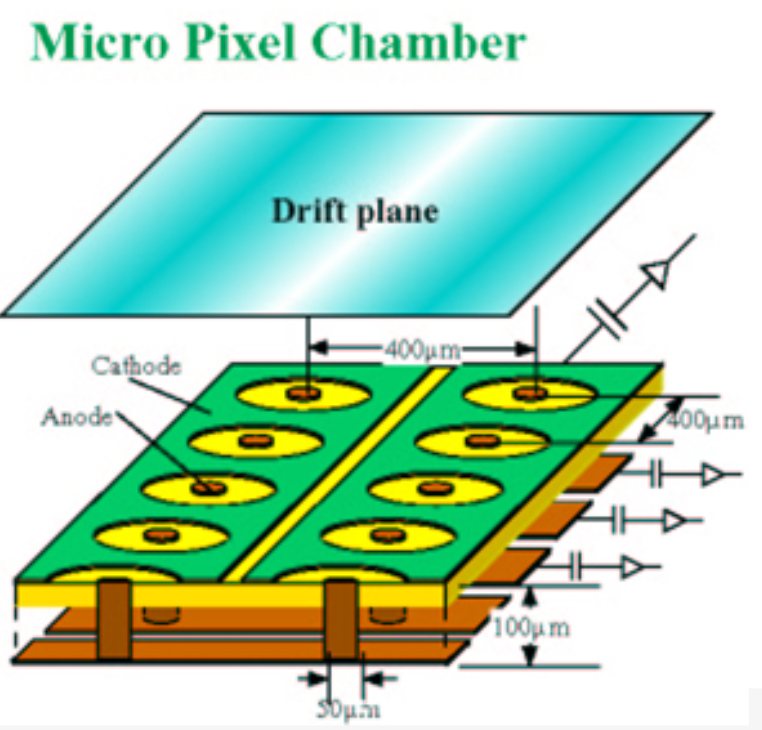 Micro Pixel Chamber
Drift plane
400μm
Cathode
Anode
400μm
100μm
50μm